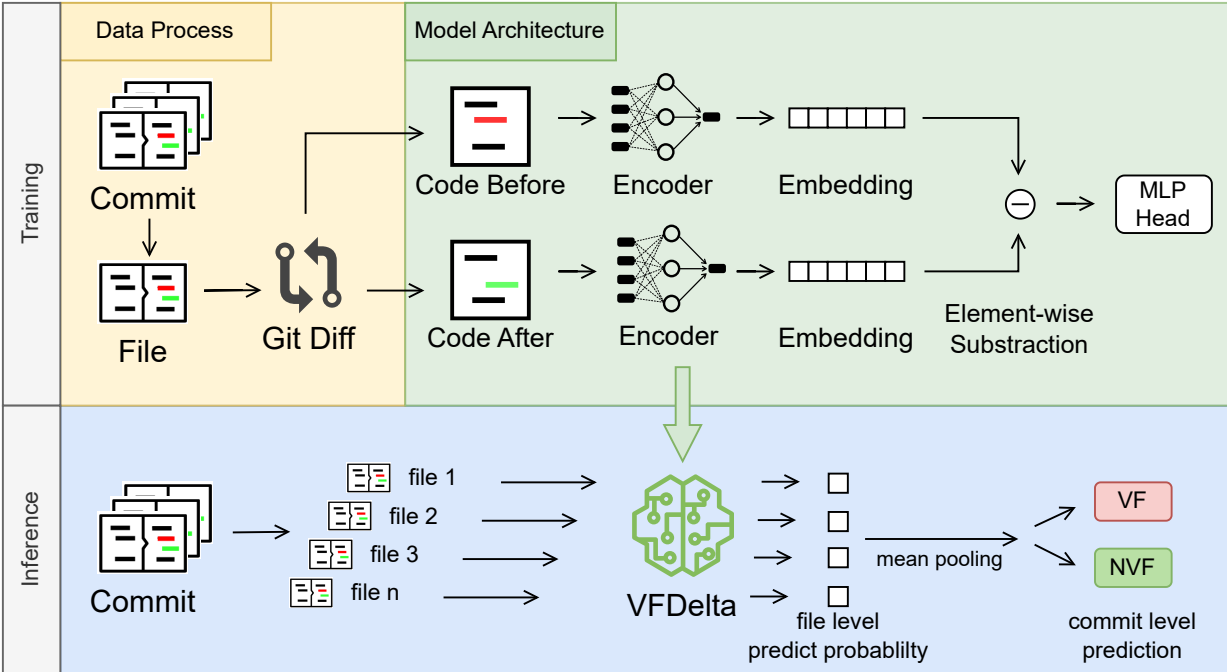 Training
Data Process
Model Architecture
Commit
File
Git Diff
Code Before
Encoder
Embedding
Code After
Encoder
Embedding
Element-wise
Substraction
MLP
Head
Inference
Commit
file 1
file 2
file 3
file n
VFDelta
file level
predict probablilty
mean pooling
VF
NVF
commit level
prediction